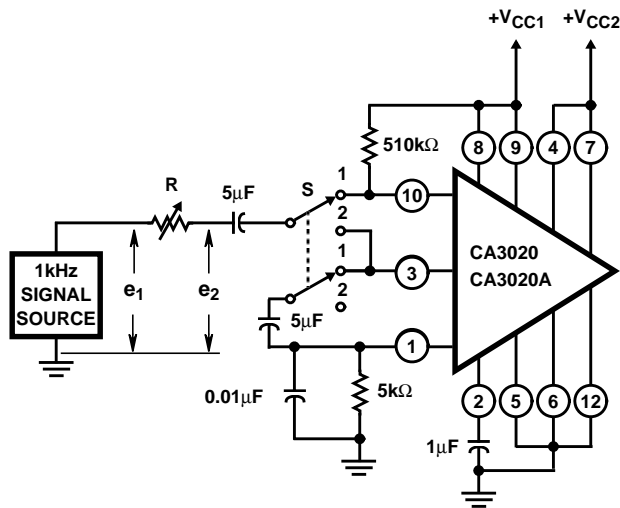 +VCC1
+VCC2
8
9
4
7
510kΩ
R
5μF
S
1
10
2
1
3
2
CA3020
CA3020A
1kHz
SIGNAL
SOURCE
e1
e2
5μF
1
0.01μF
5kΩ
2
5
6
12
1μF